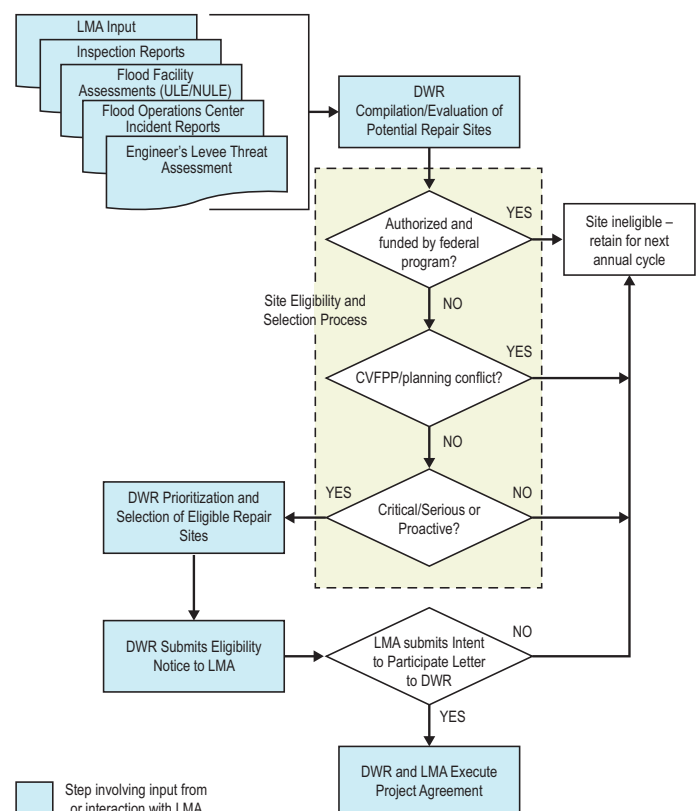 LMA Input
Inspection Reports
Flood Facility
Assessments (ULE/NULE)
Flood Operations Center
Incident Reports
Engineer's Levee Threat
Assessment
DWR
Compilation/Evaluation of
Potential Repair Sites
Authorized and
funded by federal
program?
YES
Site ineligible –
retain for next
annual cycle
Site Eligibility and
Selection Process
NO
CVFPP/planning conflict?
YES
NO
Critical/Serious or
Proactive?
YES
NO
DWR Prioritization and
Selection of Eligible Repair
Sites
DWR Submits Eligibility
Notice to LMA
LMA submits Intent
to Participate Letter
to DWR
NO
YES
DWR and LMA Execute
Project Agreement
Step involving input from
or interaction with LMA.